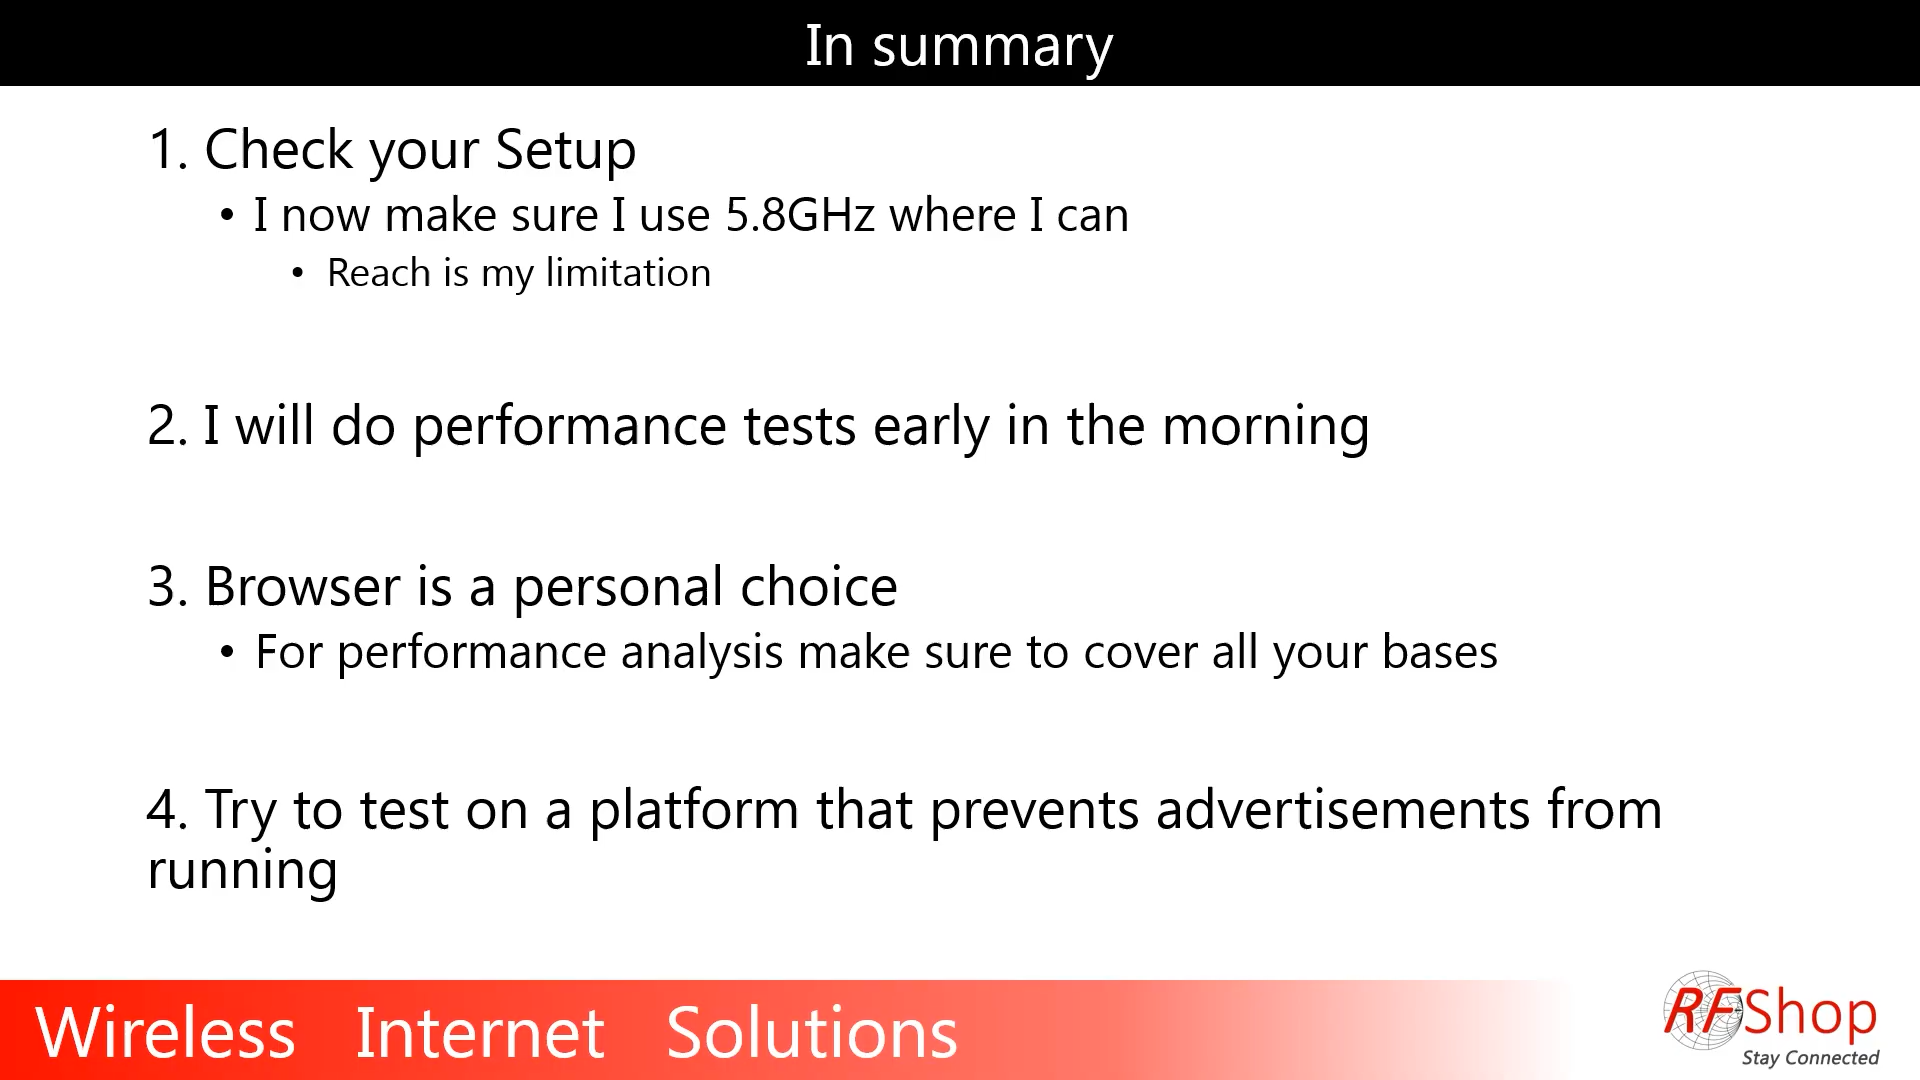 In summary
1. Check your Setup
• I now make sure I use 5.8GHz where I can
• Reach is my limitation
2. I will do performance tests early in the morning
3. Browser is a personal choice
• For performance analysis make sure to cover all your bases
4. Try to test on a platform that prevents advertisements from
running
Wireless Internet Solutions
RFShop
Stay Connected